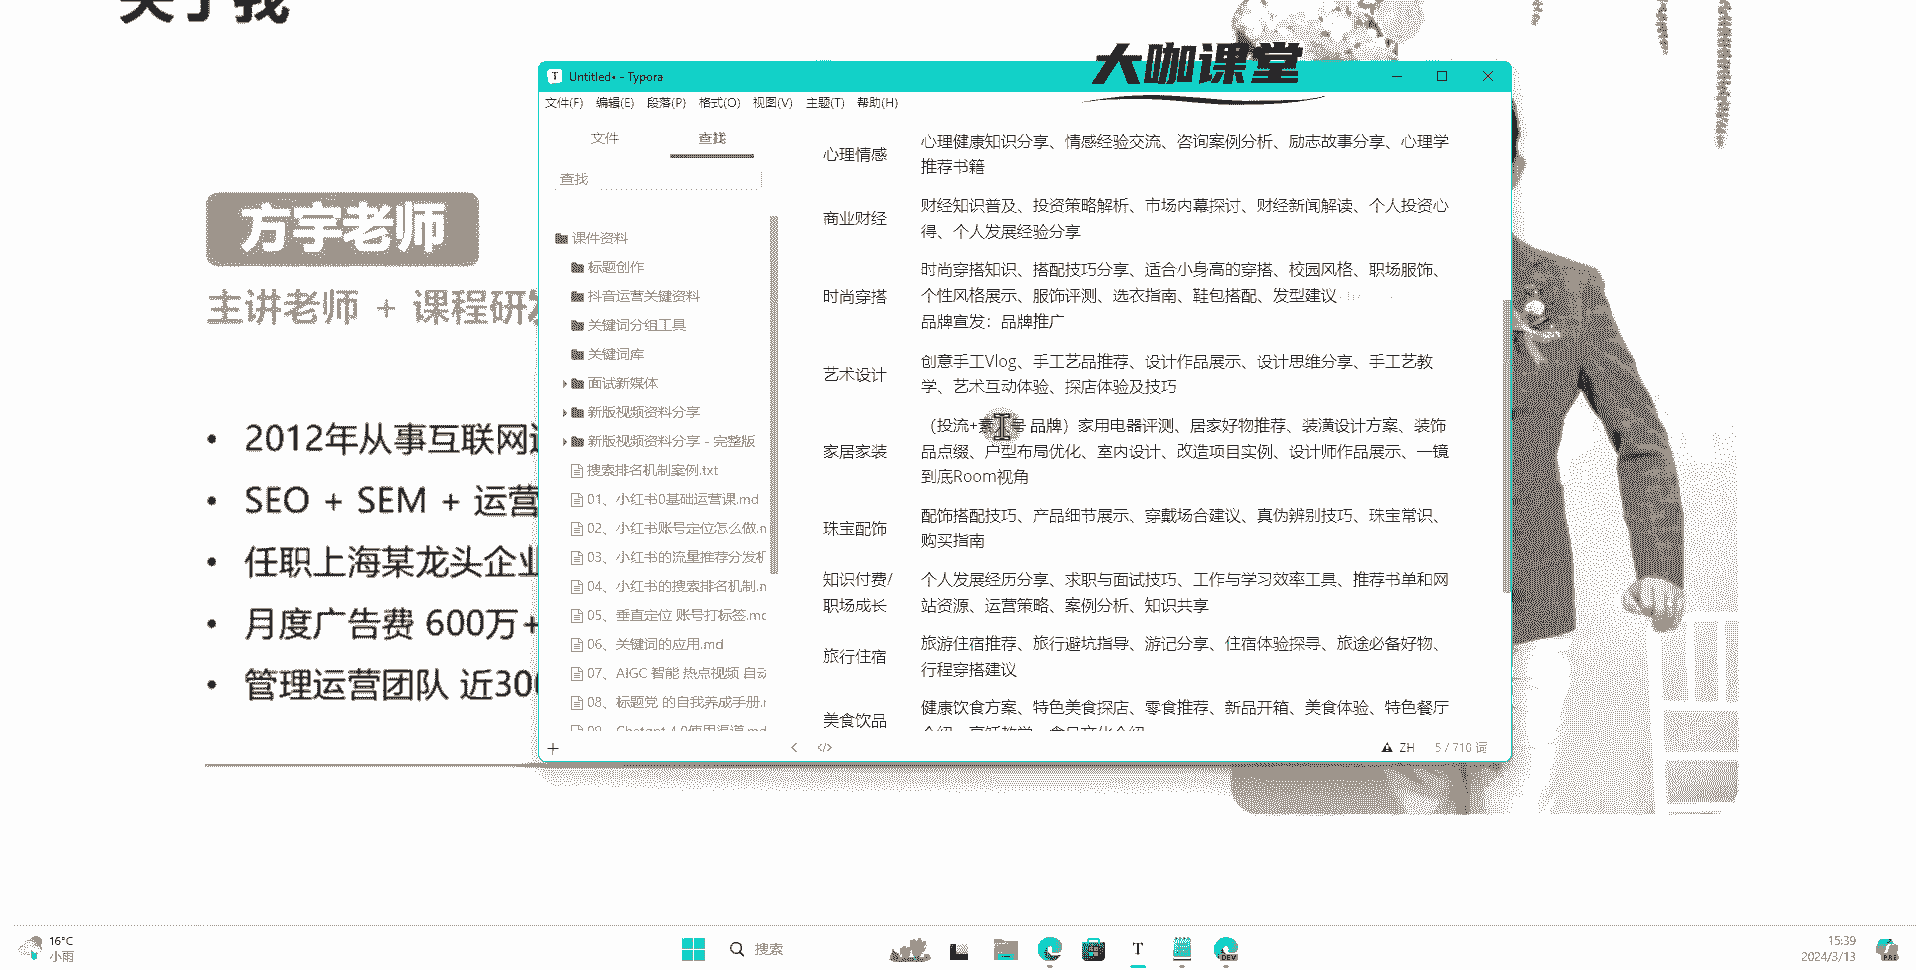 关于我
大咖课堂
Untitled• - Typora
文件(F) 编辑(E) 段落(P) 格式(O) 视图(V) 主题(T) 帮助(H)
文件 查找
查找
课件资料
标题创作
抖音运营关键资料
关键词分组工具
关键词库
面试新媒体
新版视频资料分享
新版视频资料分享 - 完整版
搜索排名机制案例.txt
01、小红书0基础运营课.md
02、小红书账号定位怎么做.n
03、小红书的流量推荐分发机
04、小红书的搜索排名机制.n
05、垂直定位 账号打标签.mc
06、关键词的应用.md
07、AIGC 智能 热点视频 自动
08、标题党 的自我养成手册.r
09、Chatgpt 4.0使用渠道.md
心理情感
心理健康知识分享、情感经验交流、咨询案例分析、励志故事分享、心理学
推荐书籍
商业财经
财经知识普及、投资策略解析、市场内幕探讨、财经新闻解读、个人投资心
得、个人发展经验分享
时尚穿搭
时尚穿搭知识、搭配技巧分享、适合小身高的穿搭、校园风格、职场服饰、
个性风格展示、服饰评测、选衣指南、鞋包搭配、发型建议
品牌宣发：品牌推广
艺术设计
创意手工Vlog、手工艺品推荐、设计作品展示、设计思维分享、手工艺教
学、艺术互动体验、探店体验及技巧
家居家装
（投流+素 号 品牌）家用电器评测、居家好物推荐、装潢设计方案、装饰
品点缀、户型布局优化、室内设计、改造项目实例、设计师作品展示、一镜
到底Room视角
珠宝配饰
配饰搭配技巧、产品细节展示、穿戴场合建议、真伪辨别技巧、珠宝常识、
购买指南
知识付费/
职场成长
个人发展经历分享、求职与面试技巧、工作与学习效率工具、推荐书单和网
站资源、运营策略、案例分析、知识共享
旅行住宿
旅游住宿推荐、旅行避坑指导、游记分享、住宿体验探寻、旅途必备好物、
行程穿搭建议
美食饮品
健康饮食方案、特色美食探店、零食推荐、新品开箱、美食体验、特色餐厅
介绍、烹饪教学、食品文化介绍
ZH 5 / 710 词
方宇老师
主讲老师 + 课程研发
• 2012年从事互联网运
• SEO + SEM + 运营
• 任职上海某龙头企业
• 月度广告费 600万+
• 管理运营团队 近300
16°C
小雨
搜索
T
DEV
15:39
2024/3/13
PRE